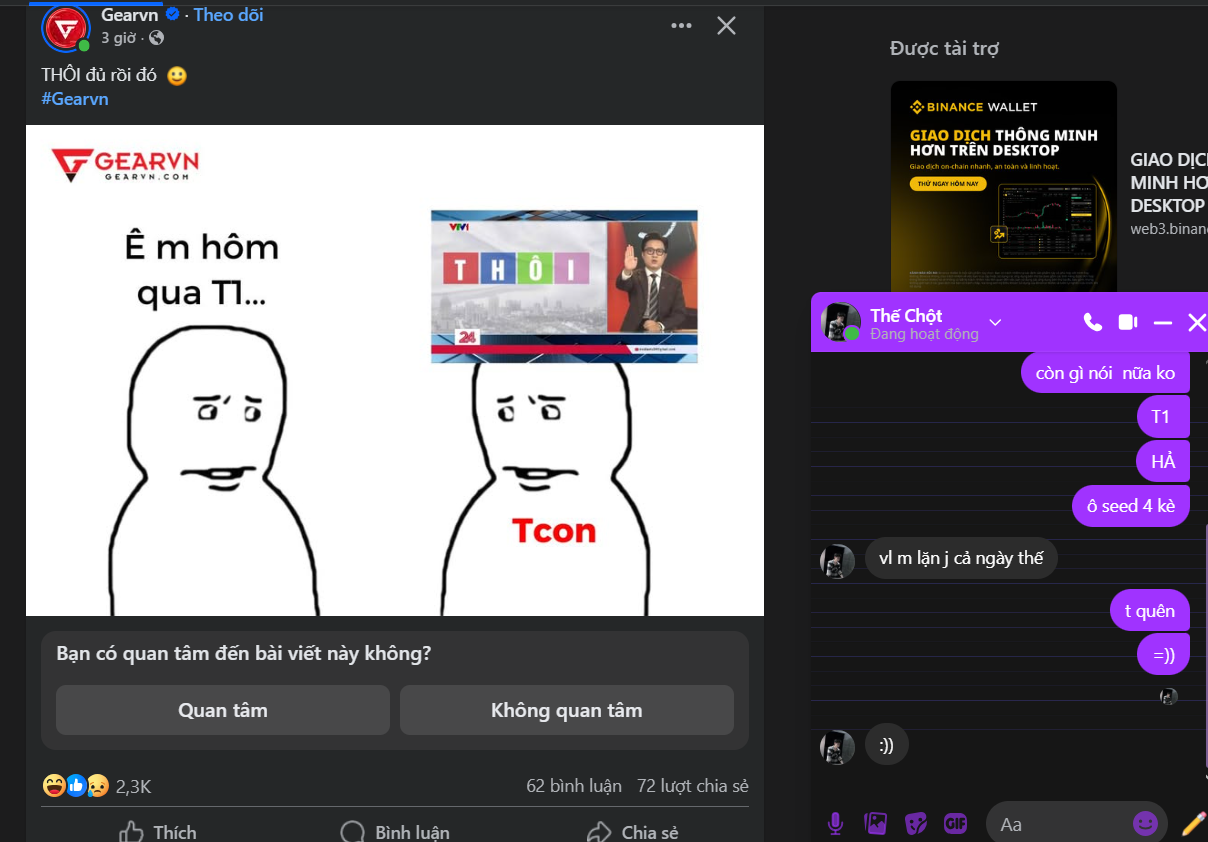 Gearvn · Theo dõi
3 giờ ·
THÔI đủ rồi đó
#Gearvn
GEARVN
GEARVN.COM
Ê m hôm
qua T1...
VTV1
THÔI
24
Tcon
Bạn có quan tâm đến bài viết này không?
Quan tâm
Không quan tâm
2,3K
62 bình luận 72 lượt chia sẻ
Thích
Bình luận
Chia sẻ
Được tài trợ
BINANCE WALLET
GIAO DỊCH THÔNG MINH
HƠN TRÊN DESKTOP
Giao dịch on-chain nhanh, an toàn và linh hoạt.
THỬ NGAY HÔM NAY
GIAO DỊC
MINH HƠ
DESKTOP
web3.binan
Thế Chột
Đang hoạt động
còn gì nói nữa ko
T1
HẢ
ô seed 4 kè
vl m lặn j cả ngày thế
t quên
=))
:))
GIF
Aa